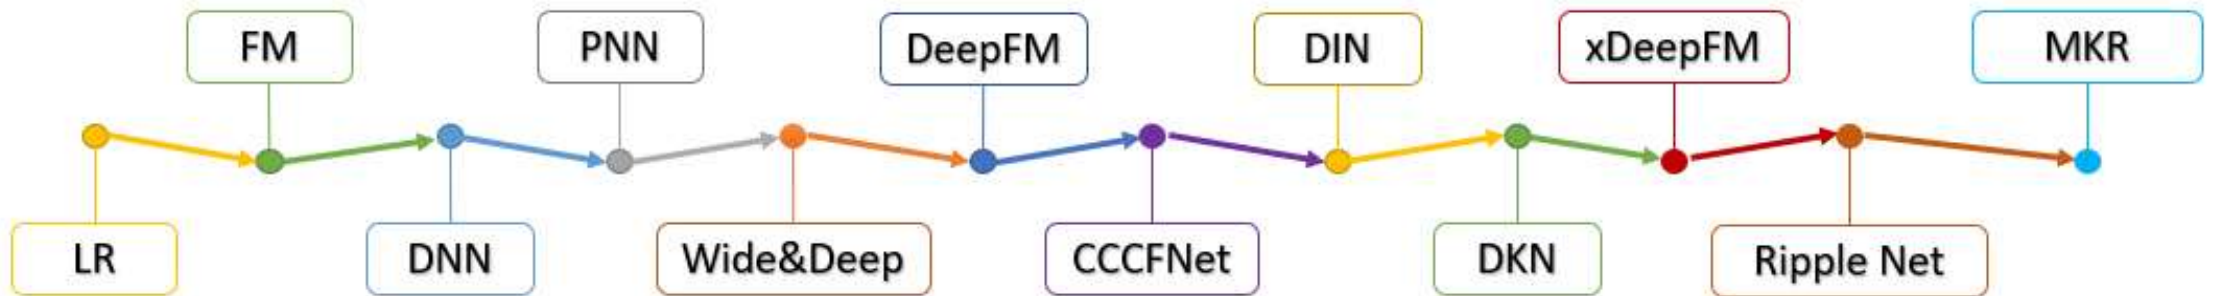 FM
PNN
DeepFM
DIN
xDeepFM
MKR
LR
DNN
Wide&Deep
CCCFNet
DKN
Ripple Net